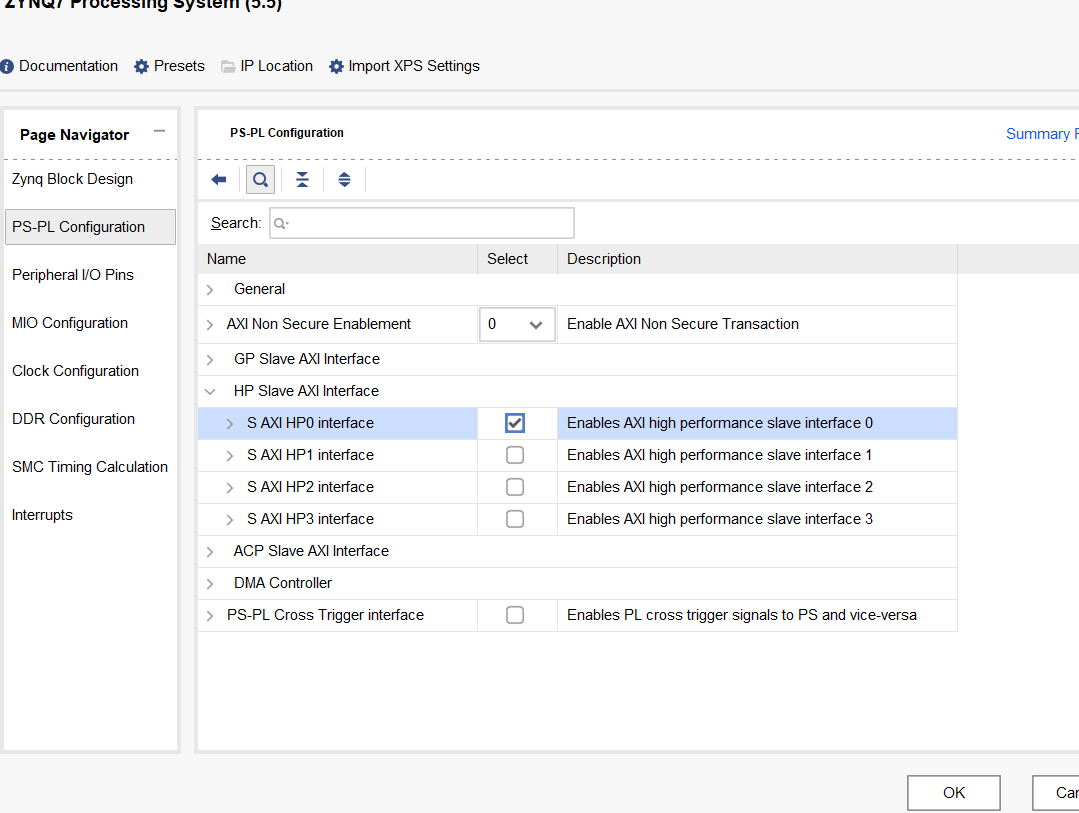 ZYNQ7 Processing System (5.5)
Documentation Presets IP Location Import XPS Settings
Page Navigator
Zynq Block Design
PS-PL Configuration
Peripheral I/O Pins
MIO Configuration
Clock Configuration
DDR Configuration
SMC Timing Calculation
Interrupts
PS-PL Configuration
Summary
Search:
Name Select Description
General
AXI Non Secure Enablement 0 Enable AXI Non Secure Transaction
GP Slave AXI Interface
HP Slave AXI Interface
S AXI HP0 interface Enables AXI high performance slave interface 0
S AXI HP1 interface Enables AXI high performance slave interface 1
S AXI HP2 interface Enables AXI high performance slave interface 2
S AXI HP3 interface Enables AXI high performance slave interface 3
ACP Slave AXI Interface
DMA Controller
PS-PL Cross Trigger interface Enables PL cross trigger signals to PS and vice-versa
OK